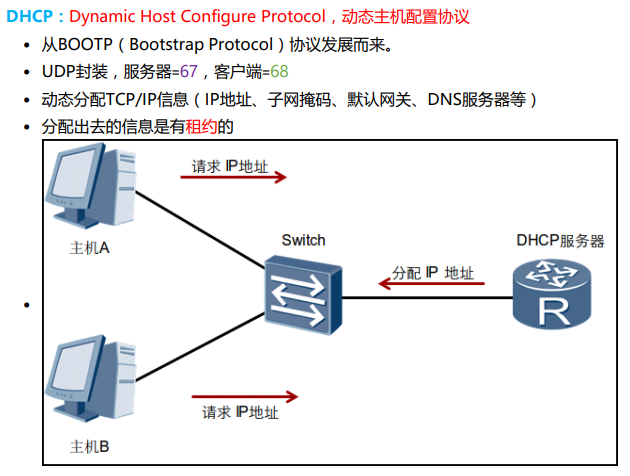 DHCP：Dynamic Host Configure Protocol，动态主机配置协议
• 从BOOTP（Bootstrap Protocol）协议发展而来。
• UDP封装，服务器=67，客户端=68
• 动态分配TCP/IP信息（IP地址、子网掩码、默认网关、DNS服务器等）
• 分配出去的信息是有租约的
请求 IP地址
主机A
Switch
DHCP服务器
分配 IP 地址
R
请求 IP地址
主机B